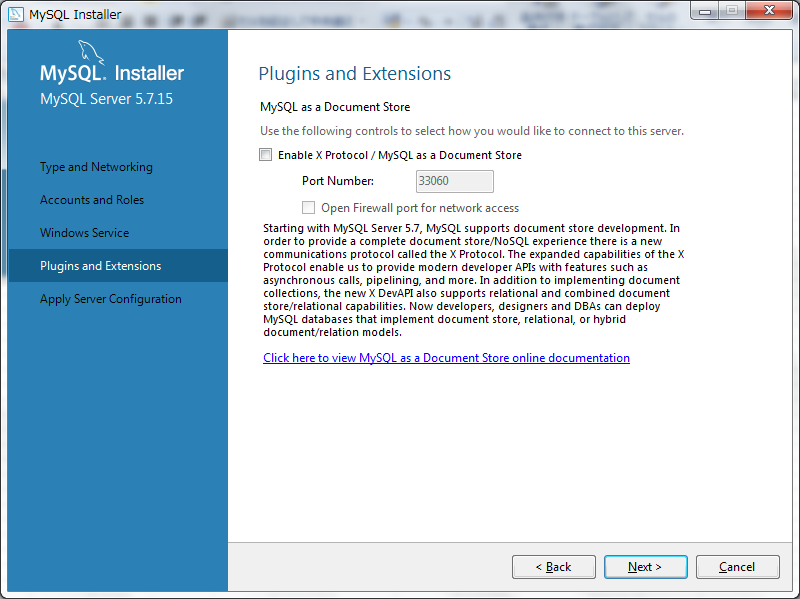 MySQL Installer
MySQL. Installer
MySQL Server 5.7.15
Type and Networking
Accounts and Roles
Windows Service
Plugins and Extensions
Apply Server Configuration
Plugins and Extensions
MySQL as a Document Store
Use the following controls to select how you would like to connect to this server.
Enable X Protocol / MySQL as a Document Store
Port Number: 33060
Open Firewall port for network access
Starting with MySQL Server 5.7, MySQL supports document store development. In
order to provide a complete document store/NoSQL experience there is a new
communications protocol called the X Protocol. The expanded capabilities of the X
Protocol enable us to provide modern developer APIs with features such as
asynchronous calls, pipelining, and more. In addition to implementing document
collections, the new X DevAPI also supports relational and combined document
store/relational capabilities. Now developers, designers and DBAs can deploy
MySQL databases that implement document store, relational, or hybrid
document/relation models.
Click here to view MySQL as a Document Store online documentation
< Back Next > Cancel